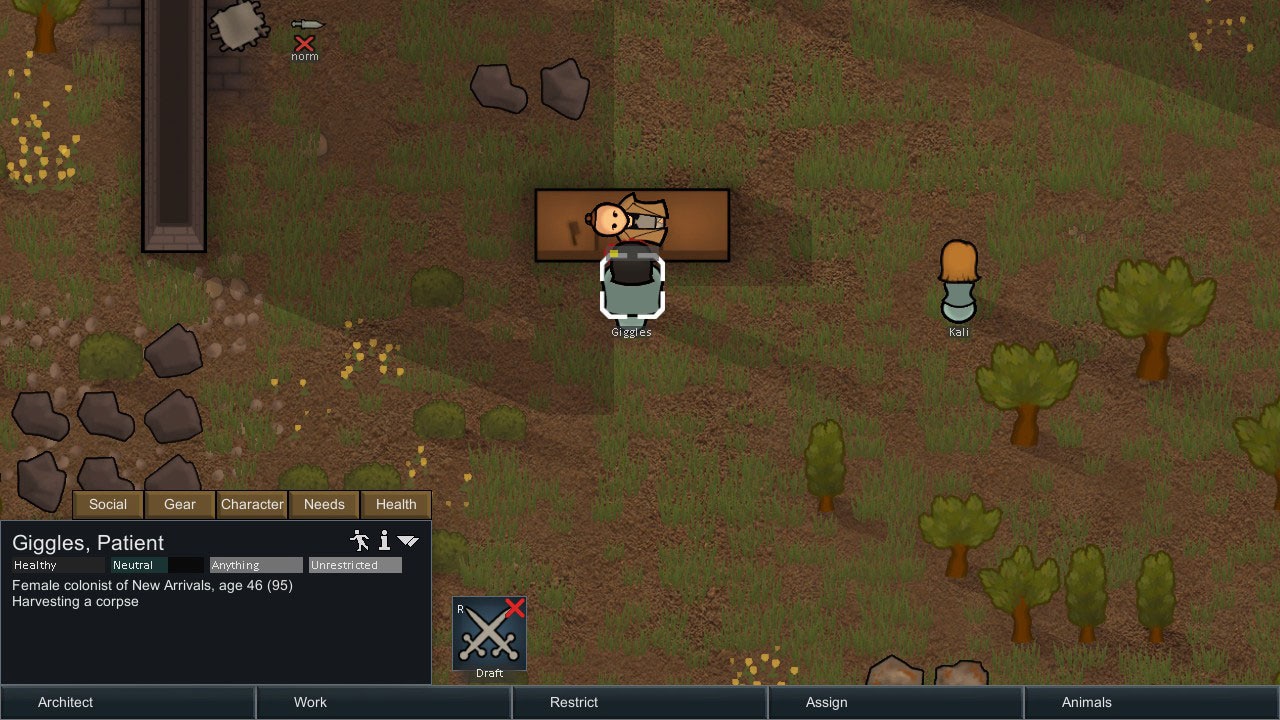 norm
Giggles
Kali
Social Gear Character Needs Health
Giggles, Patient
Healthy Neutral Anything Unrestricted
Female colonist of New Arrivals, age 46 (95)
Harvesting a corpse
R
Draft
Architect Work Restrict Assign Animals